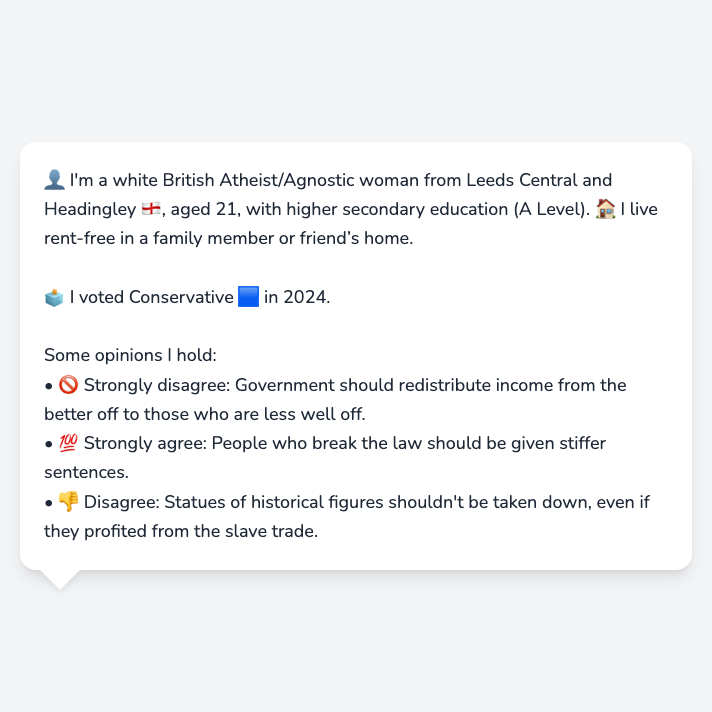 👤 I'm a white British Atheist/Agnostic woman from Leeds Central and
Headingley 🏴󠁧󠁢󠁥󠁮󠁧󠁿, aged 21, with higher secondary education (A Level). 🏠 I live
rent-free in a family member or friend’s home.
🗳️ I voted Conservative 🟦 in 2024.
Some opinions I hold:
• 🚫 Strongly disagree: Government should redistribute income from the
better off to those who are less well off.
• 💯 Strongly agree: People who break the law should be given stiffer
sentences.
• 👎 Disagree: Statues of historical figures shouldn't be taken down, even if
they profited from the slave trade.